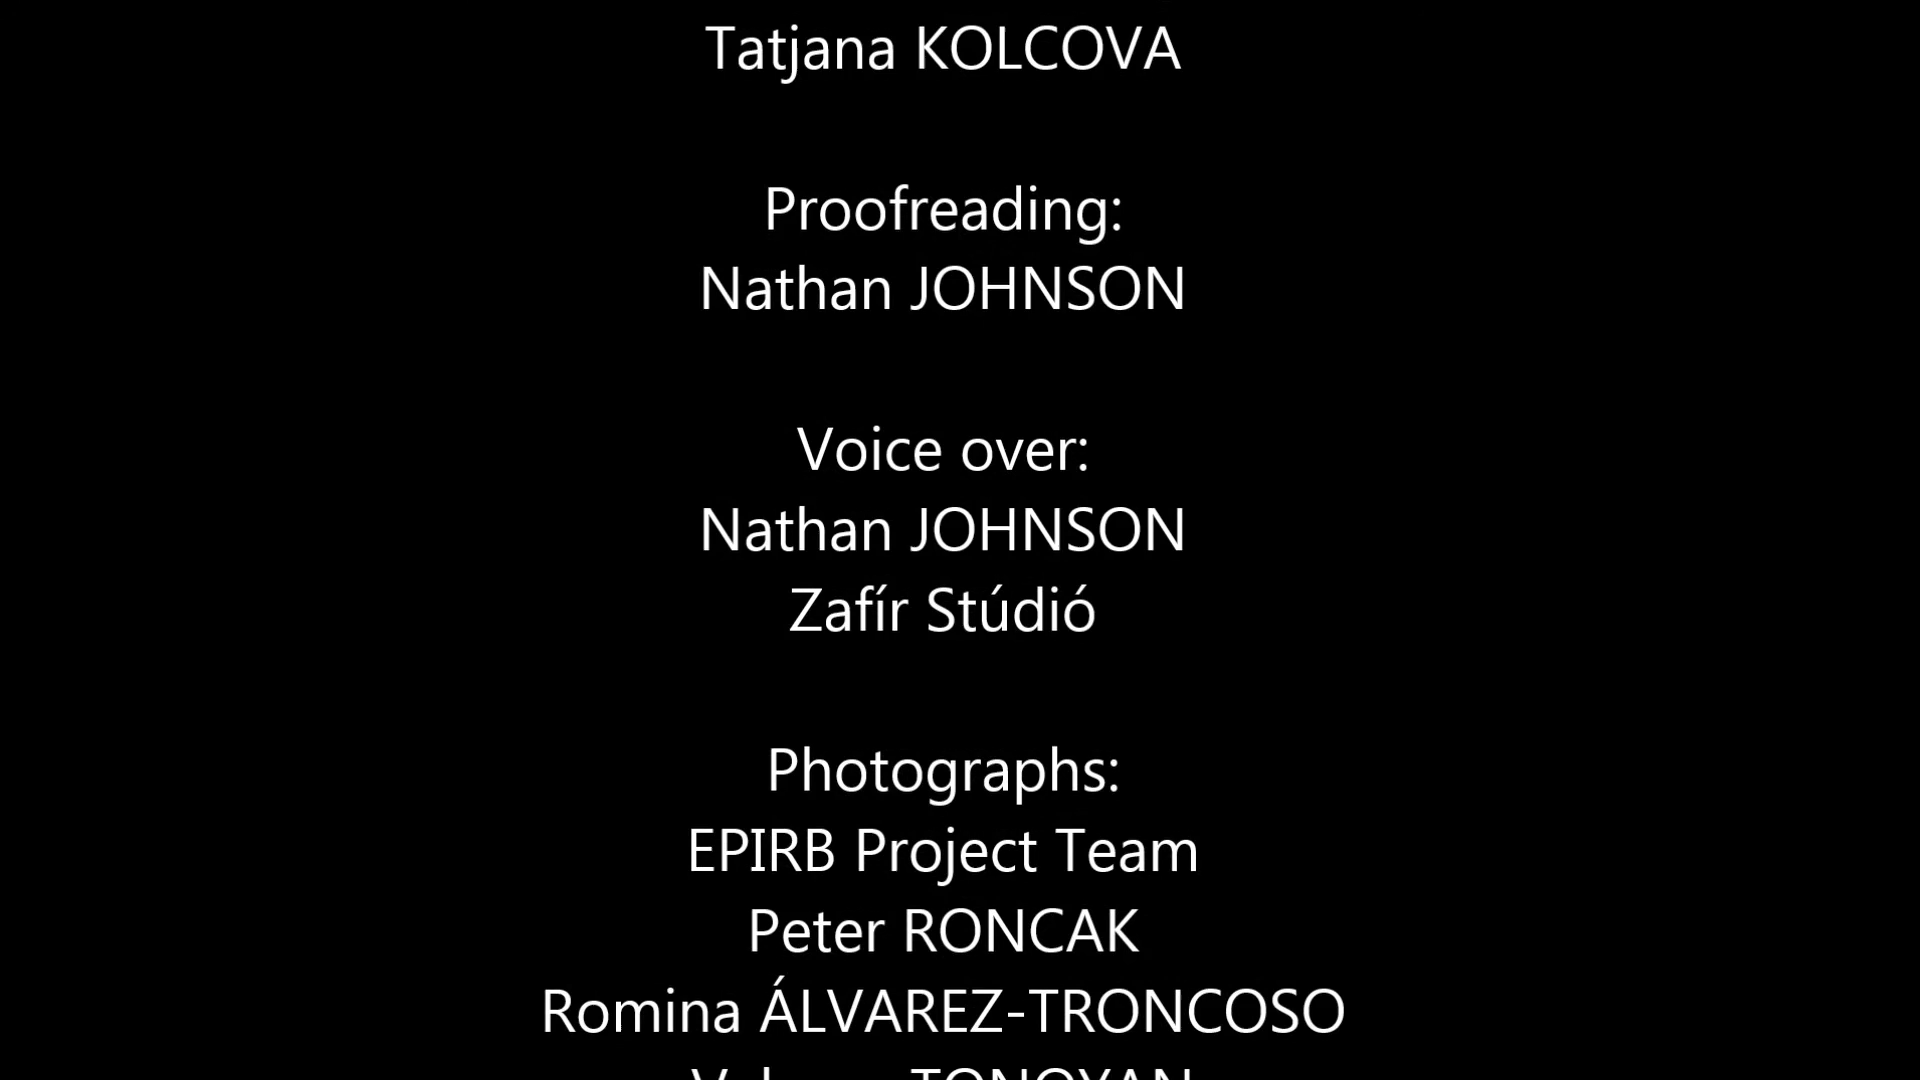 Tatjana KOLCOVA
Proofreading:
Nathan JOHNSON
Voice over:
Nathan JOHNSON
Zafír Stúdió
Photographs:
EPIRB Project Team
Peter RONCAK
Romina ÁLVAREZ-TRONCOSO
TONOYAN